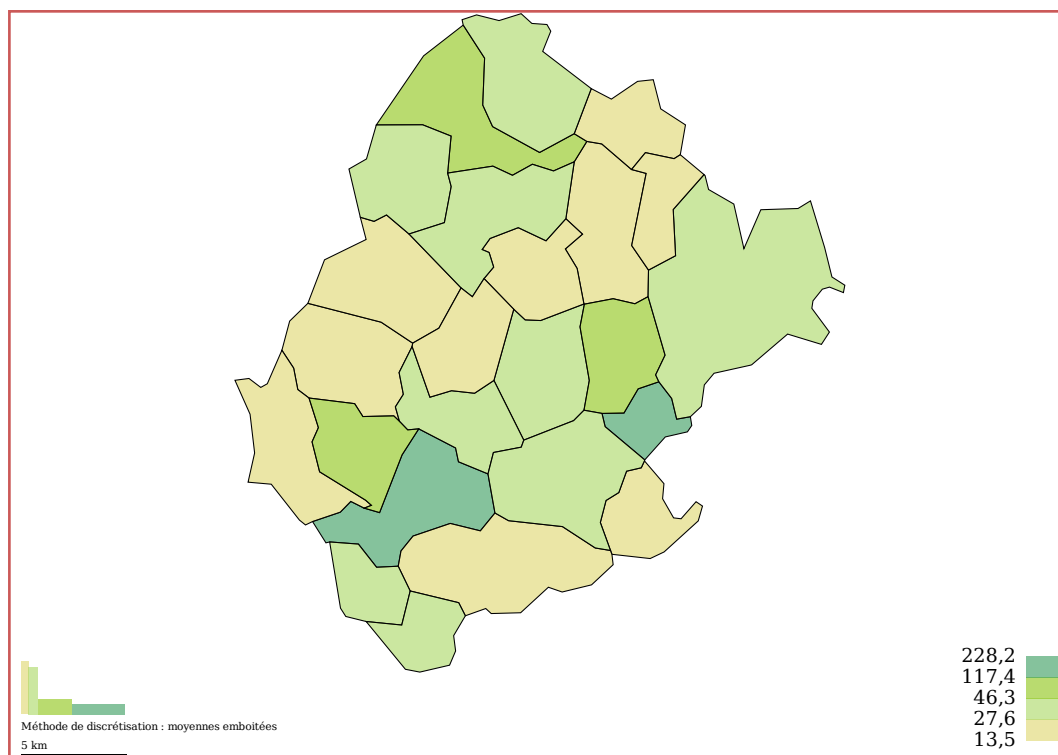 228,2
117,4
46,3
27,6
13,5
Méthode de discrétisation : moyennes emboitées
5 km